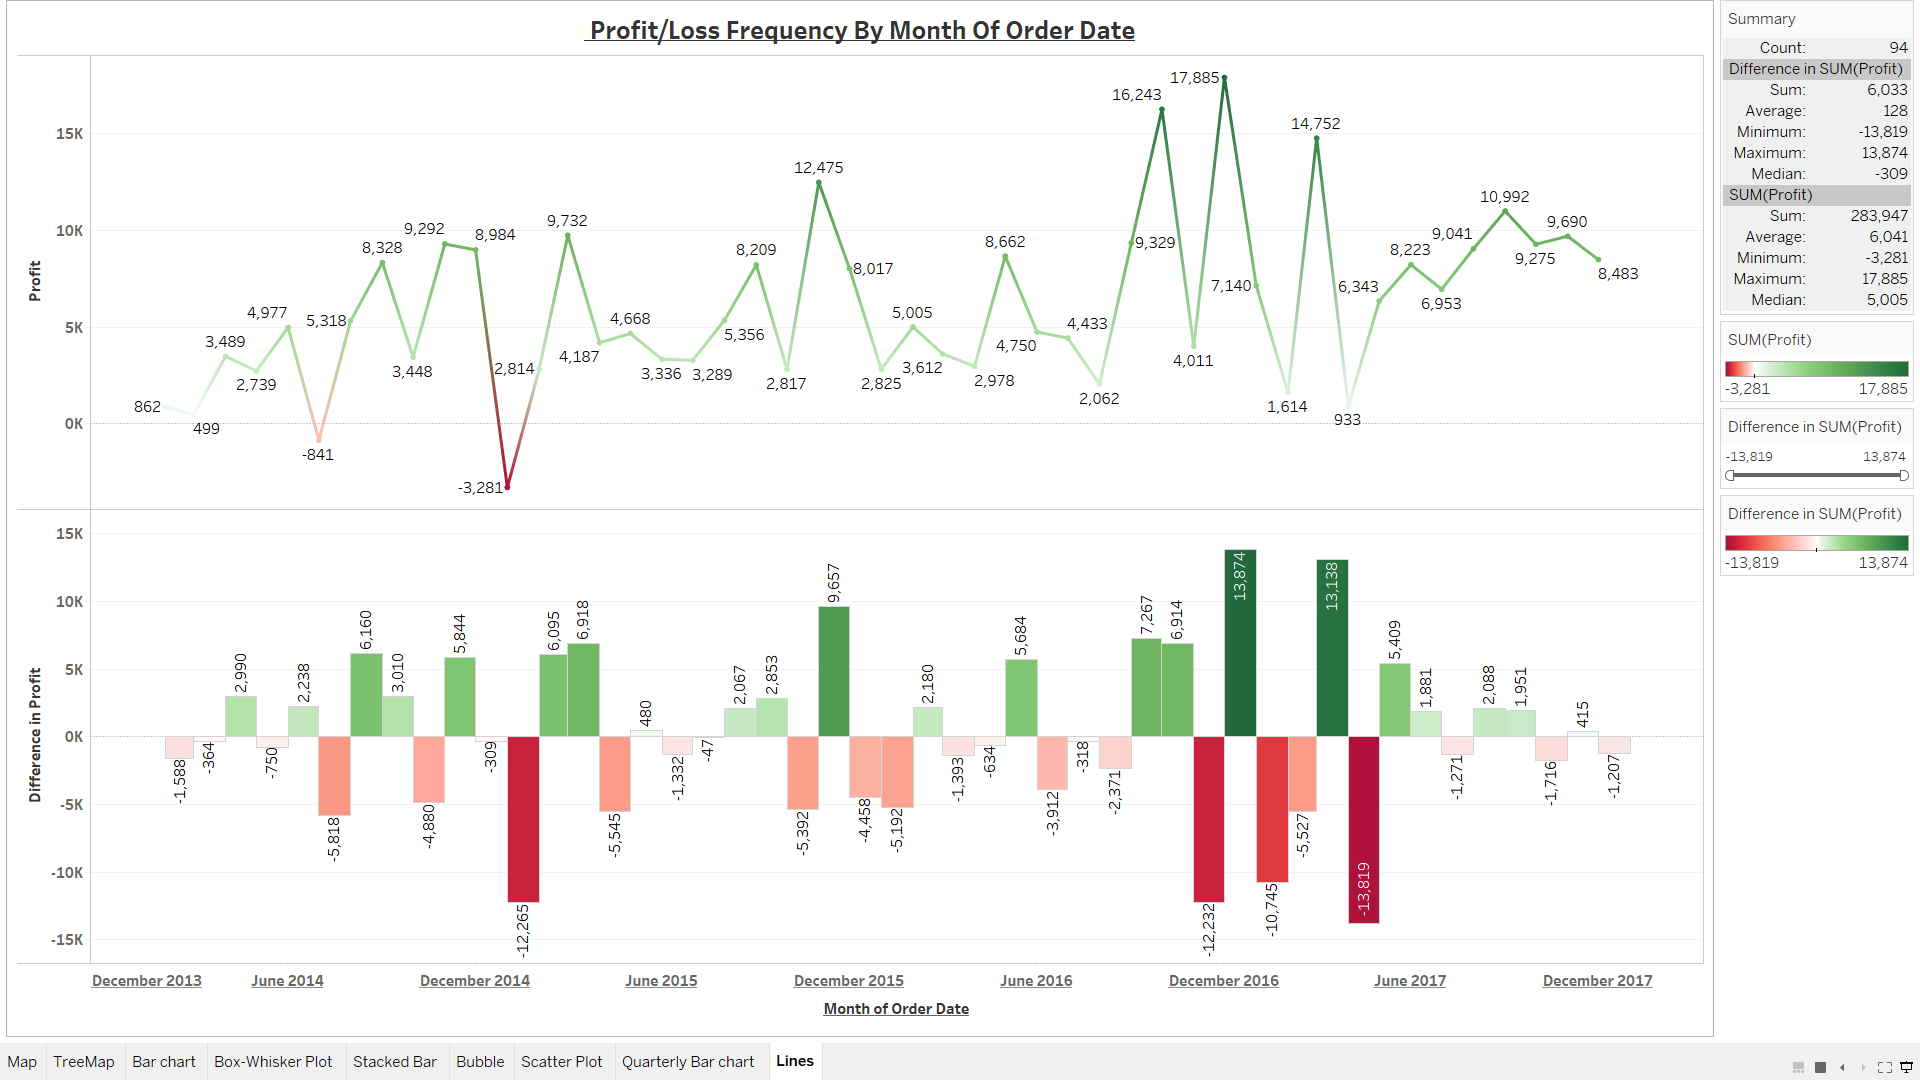 Profit/Loss Frequency By Month Of Order Date
Profit
15K
10K
5K
0K
862
499
3,489
2,739
4,977
-841
5,318
8,328
3,448
9,292
8,984
-3,281
2,814
9,732
4,187
4,668
3,336
3,289
5,356
8,209
2,817
12,475
8,017
2,825
5,005
3,612
2,978
8,662
4,750
4,433
2,062
9,329
16,243
4,011
17,885
7,140
1,614
14,752
933
6,343
8,223
6,953
9,041
10,992
9,275
9,690
8,483
Difference in Profit
15K
10K
5K
0K
-5K
-10K
-15K
-1,588
-364
2,990
-750
2,238
-5,818
6,160
3,010
-4,880
5,844
-309
-12,265
6,095
6,918
-5,545
480
-1,332
-47
2,067
2,853
-5,392
9,657
-4,458
-5,192
2,180
-1,393
-634
5,684
-3,912
-318
-2,371
7,267
6,914
-12,232
13,874
-10,745
-5,527
13,138
-13,819
5,409
1,881
-1,271
2,088
1,951
-1,716
415
-1,207
December 2013 June 2014 December 2014 June 2015 December 2015 June 2016 December 2016 June 2017 December 2017
Month of Order Date
Summary
Count: 94
Difference in SUM(Profit)
Sum: 6,033
Average: 128
Minimum: -13,819
Maximum: 13,874
Median: -309
SUM(Profit)
Sum: 283,947
Average: 6,041
Minimum: -3,281
Maximum: 17,885
Median: 5,005
SUM(Profit)
-3,281 17,885
Difference in SUM(Profit)
-13,819 13,874
Difference in SUM(Profit)
-13,819 13,874
Map TreeMap Bar chart Box-Whisker Plot Stacked Bar Bubble Scatter Plot Quarterly Bar chart Lines